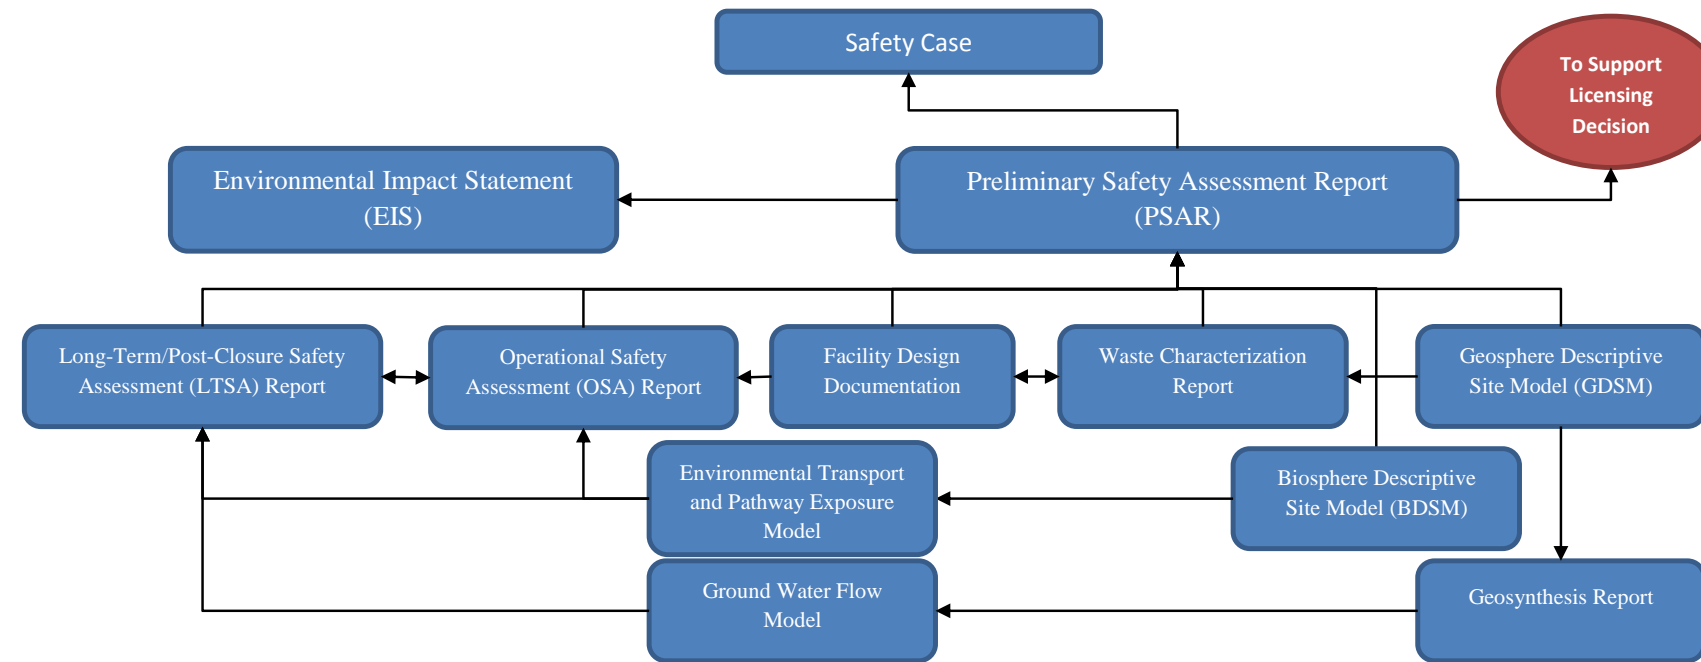 Safety Case
To Support
Licensing
Decision
Environmental Impact Statement
(EIS)
Preliminary Safety Assessment Report
(PSAR)
Long-Term/Post-Closure Safety
Assessment (LTSA) Report
Operational Safety
Assessment (OSA) Report
Facility Design
Documentation
Waste Characterization
Report
Geosphere Descriptive
Site Model (GDSM)
Environmental Transport
and Pathway Exposure
Model
Biosphere Descriptive
Site Model (BDSM)
Ground Water Flow
Model
Geosynthesis Report